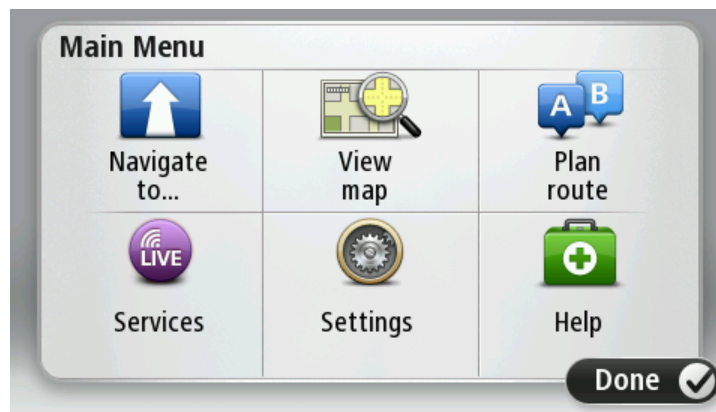 Main Menu
A B
Navigate
to...
View
map
Plan
route
LIVE
Services
Settings
Help
Done